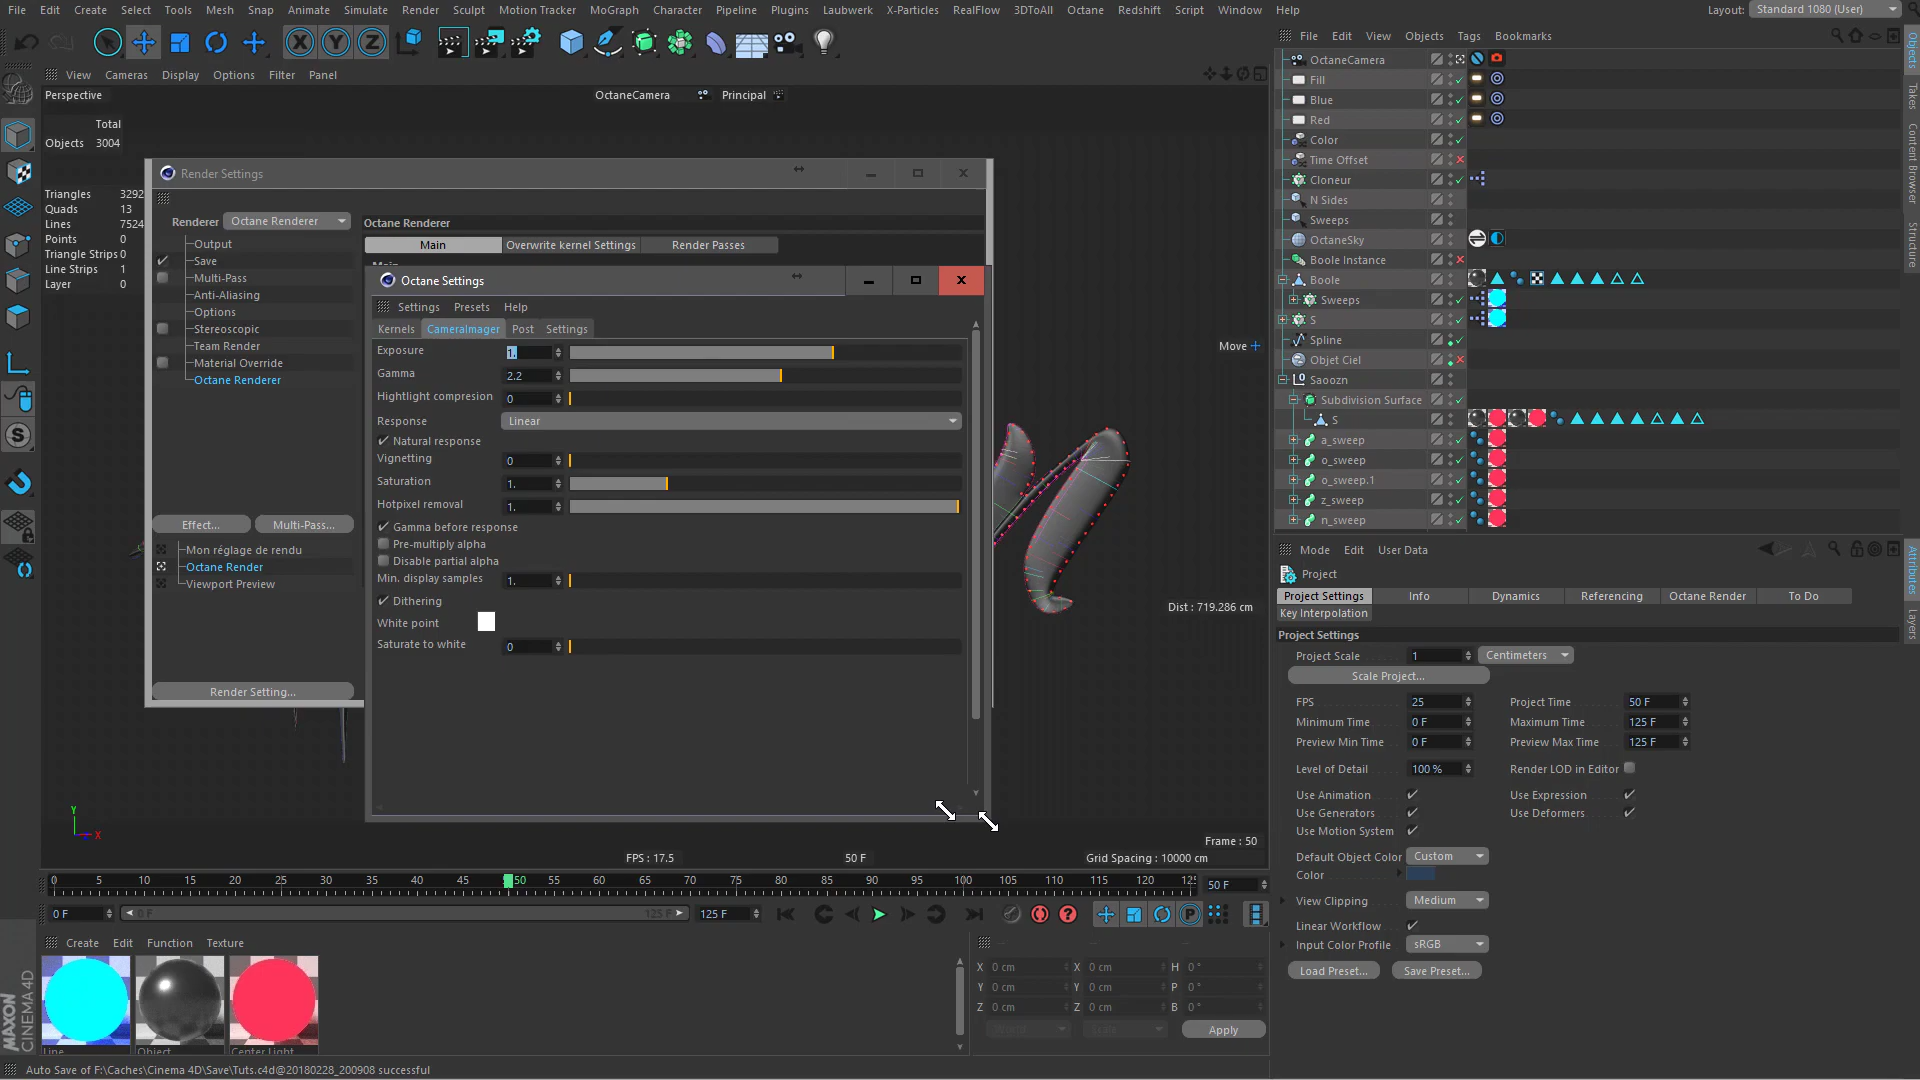 File Edit Create Select Tools Mesh Snap Animate Simulate Render Sculpt Motion Tracker MoGraph Character Pipeline Plugins Laubwerk X-Particles RealFlow 3DToAll Octane Redshift Script Window Help
Layout: Standard 1080 (User)
View Cameras Display Options Filter Panel
Perspective
OctaneCamera
Principal
Total
Objects 3004
Triangles 3292
Quads 13
Lines 7524
Points 0
Triangle Strips 0
Line Strips 1
Layer 0
Render Settings
Renderer Octane Renderer
Output
Save
Multi-Pass
Anti-Aliasing
Options
Stereoscopic
Team Render
Material Override
Octane Renderer
Effect... Multi-Pass...
Mon réglage de rendu
Octane Render
Viewport Preview
Render Setting...
Octane Renderer
Main Overwrite kernel Settings Render Passes
Main
Octane Settings
Settings Presets Help
Kernels CameraImager Post Settings
Exposure 1.
Gamma 2.2
Hightlight compresion 0
Response Linear
Natural response
Vignetting 0
Saturation 1.
Hotpixel removal 1.
Gamma before response
Pre-multiply alpha
Disable partial alpha
Min. display samples 1.
Dithering
White point
Saturate to white 0
Move
Dist : 719.286 cm
Frame : 50
FPS : 17.5
50 F
Grid Spacing : 10000 cm
Y
X
0 5 10 15 20 25 30 35 40 45 50 55 60 65 70 75 80 85 90 95 100 105 110 115 120 125
50 F
0 F
0 F
125 F
125 F
Create Edit Function Texture
Line
Object
Center Light
MAXON
CINEMA 4D
X 0 cm X 0 cm H 0 °
Y 0 cm Y 0 cm P 0 °
Z 0 cm Z 0 cm B 0 °
World
Scale
Apply
Auto Save of F:\Caches\Cinema 4D\Save\Tuts.c4d@20180228_200908 successful
File Edit View Objects Tags Bookmarks
OctaneCamera
Fill
Blue
Red
Color
Time Offset
Cloneur
N Sides
Sweeps
OctaneSky
Boole Instance
Boole
Sweeps
S
Spline
Objet Ciel
Saoozn
Subdivision Surface
S
a_sweep
o_sweep
o_sweep.1
z_sweep
n_sweep
Objects
Takes
Content Browser
Structure
Mode Edit User Data
Project
Project Settings Info Dynamics Referencing Octane Render To Do
Key Interpolation
Project Settings
Project Scale 1 Centimeters
Scale Project...
FPS 25 Project Time 50 F
Minimum Time 0 F Maximum Time 125 F
Preview Min Time 0 F Preview Max Time 125 F
Level of Detail 100 % Render LOD in Editor
Use Animation Use Expression
Use Generators Use Deformers
Use Motion System
Default Object Color Custom
Color
View Clipping Medium
Linear Workflow
Input Color Profile sRGB
Load Preset... Save Preset...
Attributes
Layers